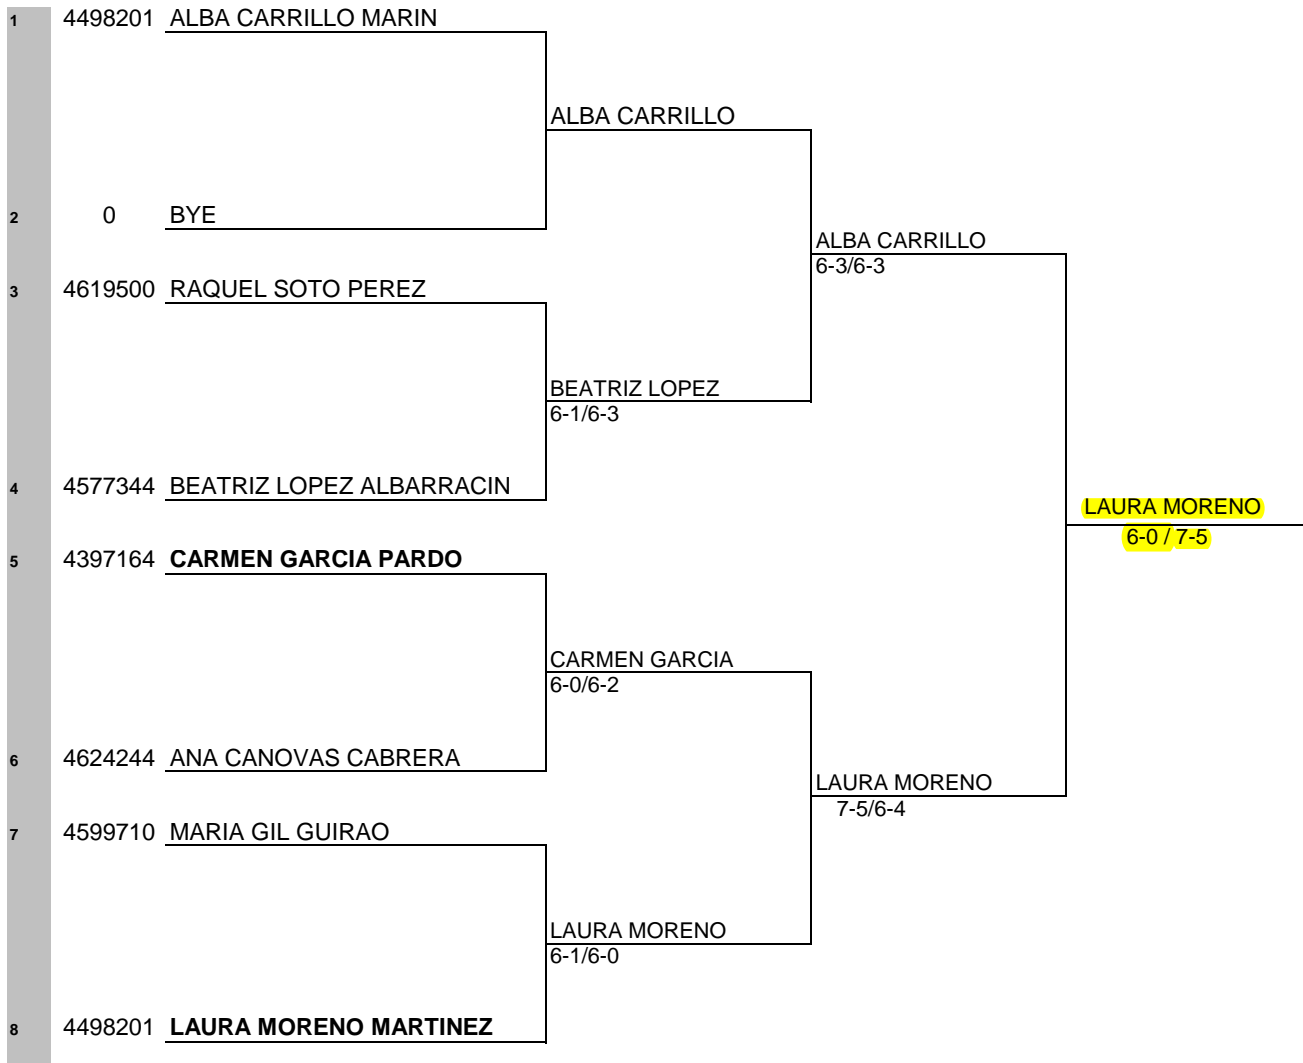 1 4498201 ALBA CARRILLO MARIN
ALBA CARRILLO
2 0 BYE
ALBA CARRILLO
6-3/6-3
3 4619500 RAQUEL SOTO PEREZ
BEATRIZ LOPEZ
6-1/6-3
4 4577344 BEATRIZ LOPEZ ALBARRACIN
LAURA MORENO
6-0 / 7-5
5 4397164 CARMEN GARCIA PARDO
CARMEN GARCIA
6-0/6-2
6 4624244 ANA CANOVAS CABRERA
LAURA MORENO
7-5/6-4
7 4599710 MARIA GIL GUIRAO
LAURA MORENO
6-1/6-0
8 4498201 LAURA MORENO MARTINEZ